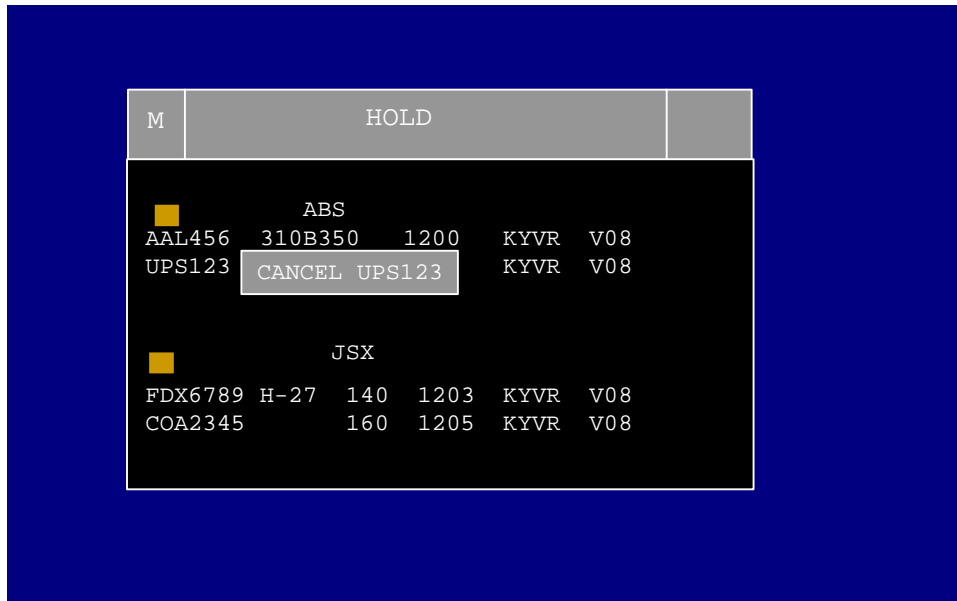 M HOLD
ABS
AAL456 310B350 1200 KYVR V08
UPS123 CANCEL UPS123 KYVR V08
JSX
FDX6789 H-27 140 1203 KYVR V08
COA2345 160 1205 KYVR V08